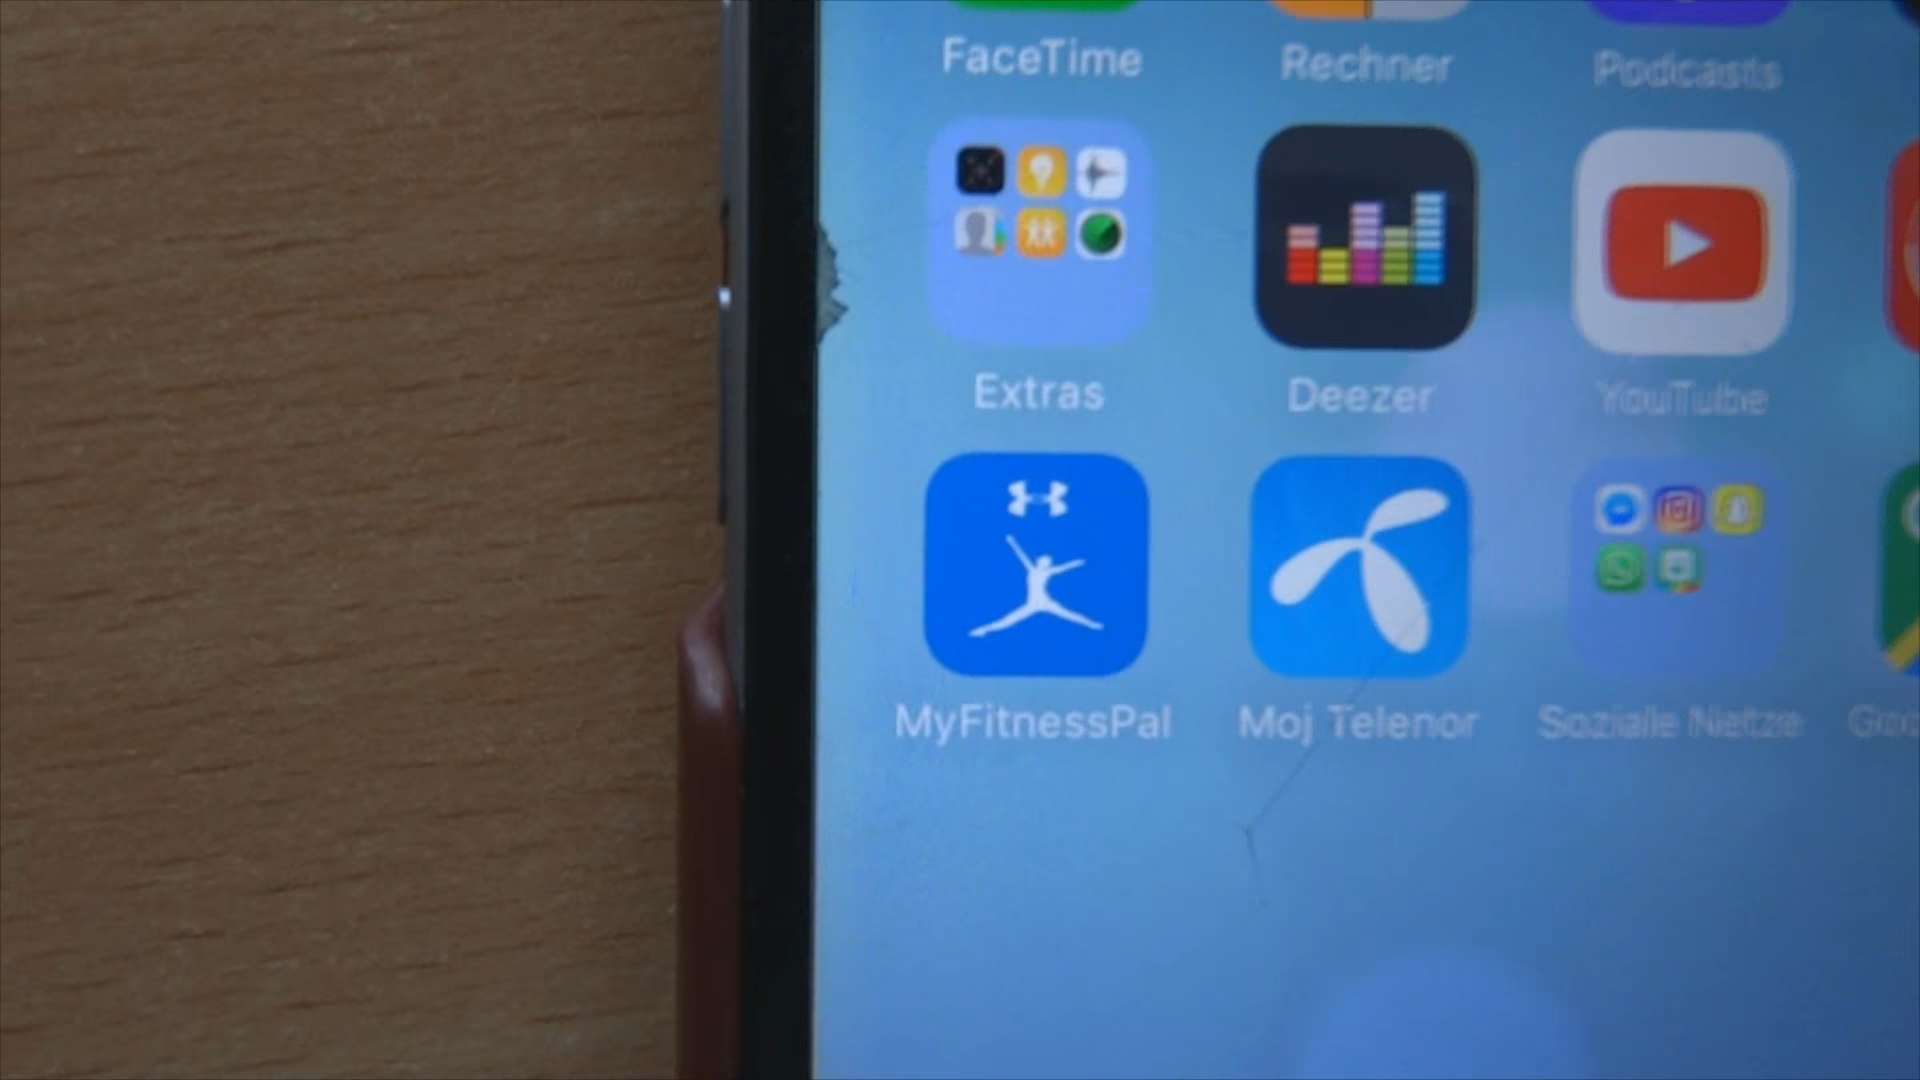 FaceTime Rechner Podcasts
Extras Deezer YouTube
MyFitnessPal Moj Telenor Soziale Netze